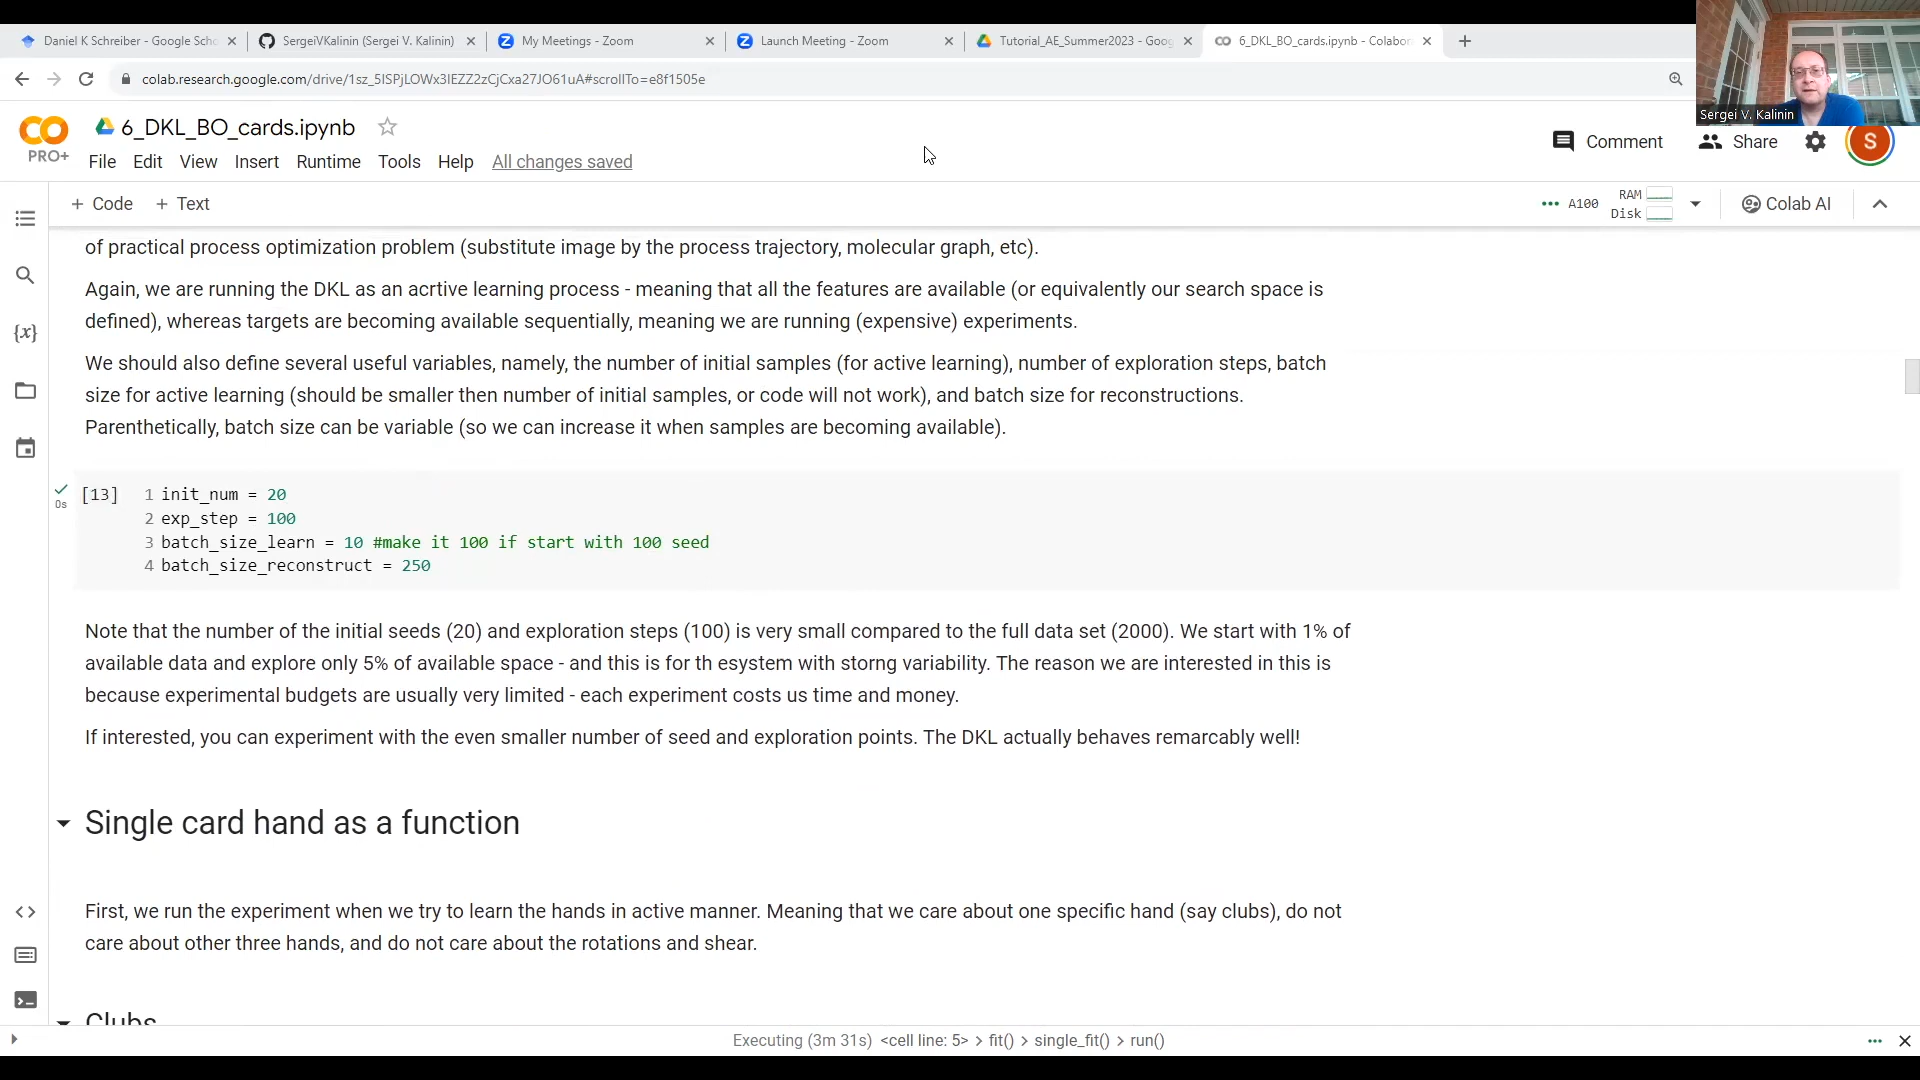 Daniel K Schreiber - Google Scho
SergeiVKalinin (Sergei V. Kalinin)
My Meetings - Zoom
Launch Meeting - Zoom
Tutorial_AE_Summer2023 - Goog
6_DKL_BO_cards.ipynb - Colabor
Sergei V. Kalinin
6_DKL_BO_cards.ipynb
PRO+
File Edit View Insert Runtime Tools Help All changes saved
Comment
Share
S
+ Code + Text
A100
RAM
Disk
Colab AI
of practical process optimization problem (substitute image by the process trajectory, molecular graph, etc).
Again, we are running the DKL as an acrtive learning process - meaning that all the features are available (or equivalently our search space is
defined), whereas targets are becoming available sequentially, meaning we are running (expensive) experiments.
We should also define several useful variables, namely, the number of initial samples (for active learning), number of exploration steps, batch
size for active learning (should be smaller then number of initial samples, or code will not work), and batch size for reconstructions.
Parenthetically, batch size can be variable (so we can increase it when samples are becoming available).
0s
[13]
1 init_num = 20
2 exp_step = 100
3 batch_size_learn = 10 #make it 100 if start with 100 seed
4 batch_size_reconstruct = 250
Note that the number of the initial seeds (20) and exploration steps (100) is very small compared to the full data set (2000). We start with 1% of
available data and explore only 5% of available space - and this is for th esystem with storng variability. The reason we are interested in this is
because experimental budgets are usually very limited - each experiment costs us time and money.
If interested, you can experiment with the even smaller number of seed and exploration points. The DKL actually behaves remarcably well!
Single card hand as a function
First, we run the experiment when we try to learn the hands in active manner. Meaning that we care about one specific hand (say clubs), do not
care about other three hands, and do not care about the rotations and shear.
Clubs
Executing (3m 31s) <cell line: 5> > fit() > single_fit() > run()